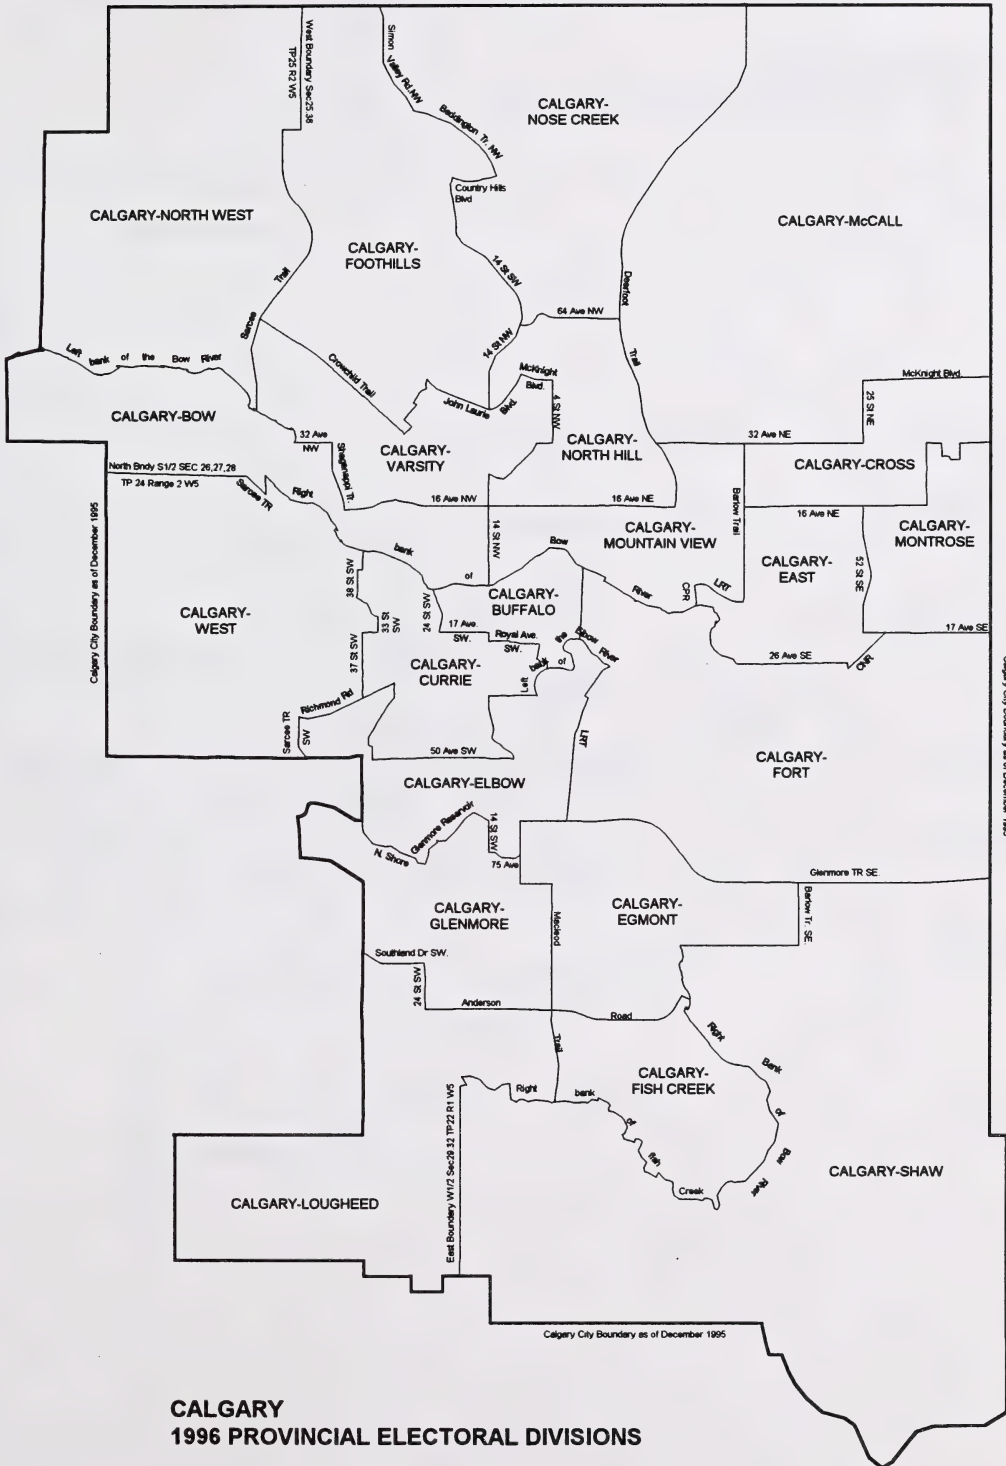 West Boundary Sec25,36
TP25 R2 W5
Simon
Valley Rd. NW
Beddington Tr. NW
CALGARY-
NOSE CREEK
Country Hills
Blvd
CALGARY-NORTH WEST
CALGARY-
FOOTHILLS
CALGARY-McCALL
Sarcee
Trail
14 St SW
Deerfoot
Trail
64 Ave NW
14 St NW
Left bank of the Bow River
Crowchild Trail
McKnight
Blvd.
John Laurie
Blvd.
4 St NW
McKnight Blvd.
25 St NE
CALGARY-BOW
32 Ave
NW
Shaganappi Tr.
CALGARY-
VARSITY
CALGARY-
NORTH HILL
32 Ave NE
CALGARY-CROSS
North Bndy S1/2 SEC 26,27,28
TP 24 Range 2 W5
Sarcee TR
Right
bank
of
Bow
River
16 Ave NW
16 Ave NE
Barlow Trail
16 Ave NE
14 St NW
CALGARY-
MOUNTAIN VIEW
CALGARY-
MONTROSE
CALGARY-
EAST
52 St SE
Calgary City Boundary as of December 1995
38 St SW
33 St
SW
37 St SW
24 St SW
CALGARY-
BUFFALO
CPR
LRT
CALGARY-
WEST
17 Ave.
SW.
Royal Ave.
SW.
Left
bank
of
the
Elbow
River
17 Ave SE
26 Ave SE
CNR
CALGARY-
CURRIE
Richmond Rd
Sarcee TR
SW
50 Ave SW
LRT
CALGARY-
FORT
Calgary City Boundary as of December 1995
CALGARY-ELBOW
N. Shore
Glenmore Reservoir
14 St SW
75 Ave
Glenmore TR SE
Barlow Tr. SE.
CALGARY-
GLENMORE
Macleod
Trail
CALGARY-
EGMONT
Southland Dr SW.
24 St SW
Anderson
Road
Right
Bank
of
Bow
River
CALGARY-
FISH CREEK
Right
bank
of
fish
Creek
East Boundary W1/2 Sec29,32 TP22 R1 W5
CALGARY-SHAW
CALGARY-LOUGHEED
Calgary City Boundary as of December 1995
CALGARY
1996 PROVINCIAL ELECTORAL DIVISIONS